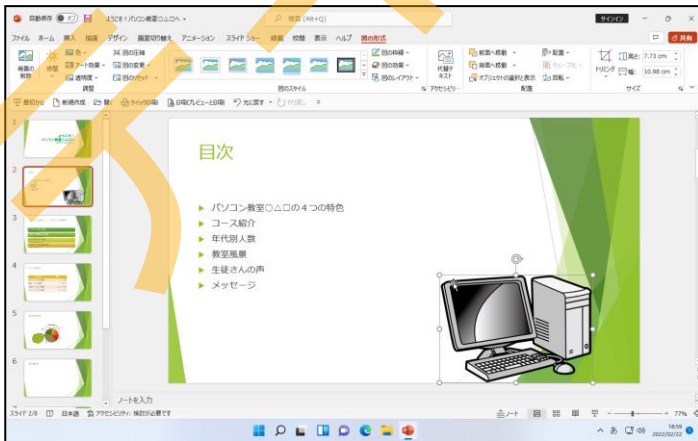 自動保存 オフ ようこそ！パソコン教室○△□へ 検索 (Alt+Q) サインイン
ファイル ホーム 挿入 描画 デザイン 画面切り替え アニメーション スライド ショー 録画 校閲 表示 ヘルプ 図の形式 共有
背景の削除 修整 色 アート効果 透明度 図の圧縮 図の変更 図のリセット 図の枠線 図の効果 図のレイアウト 代替テキスト 前面へ移動 背面へ移動 オブジェクトの選択と表示 配置 グループ化 回転 トリミング 高さ: 7.73 cm 幅: 10.98 cm
調整 図のスタイル アクセシビリ… 配置 サイズ
最初から 新規作成 開く クイック印刷 印刷プレビューと印刷 元に戻す やり直し
1
2
3
4
5
6
目次
パソコン教室○△□の４つの特色
コース紹介
年代別人数
教室風景
生徒さんの声
メッセージ
ノートを入力
スライド 2/8 日本語 アクセシビリティ: 検討が必要です ノート 77%
あ 18:59
2022/02/22